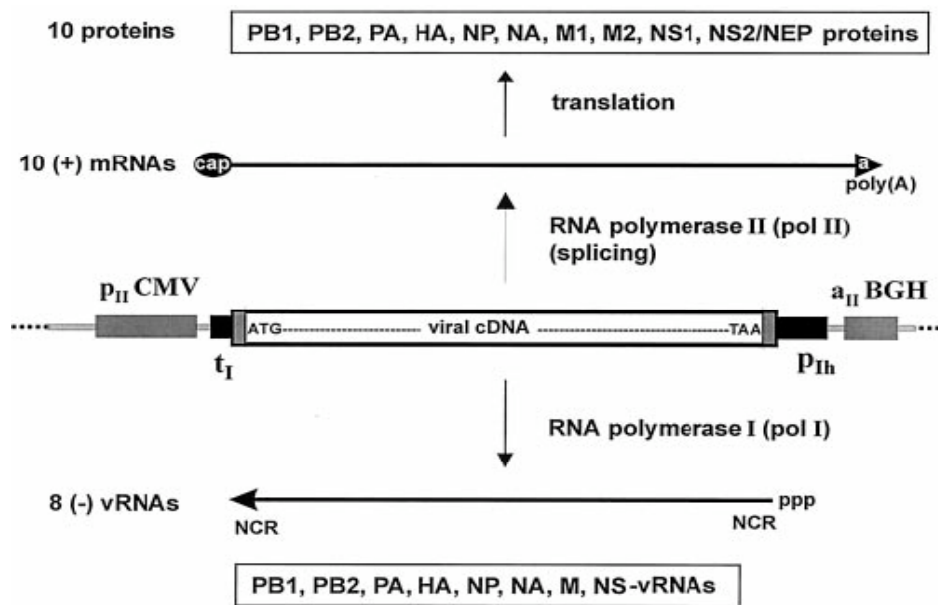 10 proteins
PB1, PB2, PA, HA, NP, NA, M1, M2, NS1, NS2/NEP proteins
translation
10 (+) mRNAs
cap
a
poly(A)
RNA polymerase II (pol II)
(splicing)
pII CMV
aII BGH
ATG
viral cDNA
TAA
tI
pIh
RNA polymerase I (pol I)
8 (-) vRNAs
ppp
NCR
NCR
PB1, PB2, PA, HA, NP, NA, M, NS-vRNAs